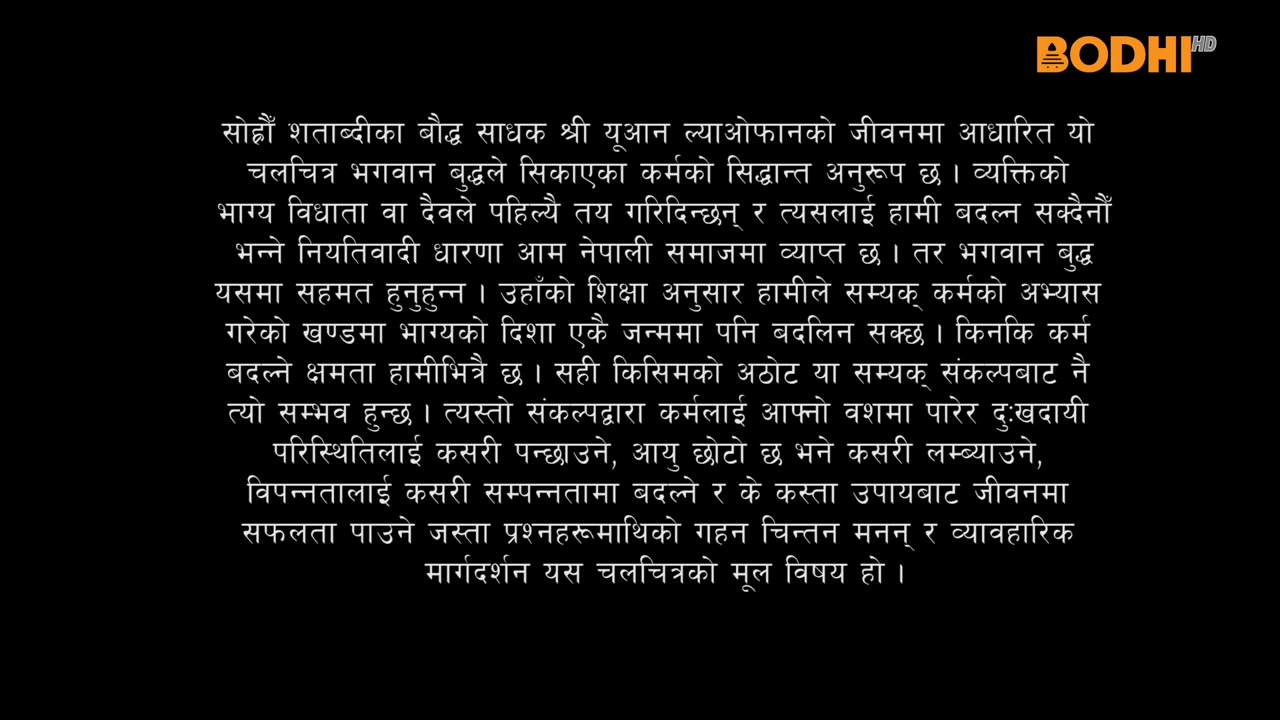 BODHI HD
सोह्रौँ शताब्दीका बौद्ध साधक श्री यूआन ल्याओफानको जीवनमा आधारित यो
चलचित्र भगवान बुद्धले सिकाएका कर्मको सिद्धान्त अनुरूप छ । व्यक्तिको
भाग्य विधाता वा दैवले पहिल्यै तय गरिदिन्छन् र त्यसलाई हामी बदल्न सक्दैनौँ
भन्ने नियतिवादी धारणा आम नेपाली समाजमा व्याप्त छ । तर भगवान बुद्ध
यसमा सहमत हुनुहुन्न । उहाँको शिक्षा अनुसार हामीले सम्यक् कर्मको अभ्यास
गरेको खण्डमा भाग्यको दिशा एकै जन्ममा पनि बदलिन सक्छ । किनकि कर्म
बदल्ने क्षमता हामीभित्रै छ । सही किसिमको अठोट या सम्यक् संकल्पबाट नै
त्यो सम्भव हुन्छ । त्यस्तो संकल्पद्वारा कर्मलाई आफ्नो वशमा पारेर दुःखदायी
परिस्थितिलाई कसरी पन्छाउने, आयु छोटो छ भने कसरी लम्ब्याउने,
विपन्नतालाई कसरी सम्पन्नतामा बदल्ने र के कस्ता उपायबाट जीवनमा
सफलता पाउने जस्ता प्रश्नहरूमाथिको गहन चिन्तन मनन् र व्यावहारिक
मार्गदर्शन यस चलचित्रको मूल विषय हो ।